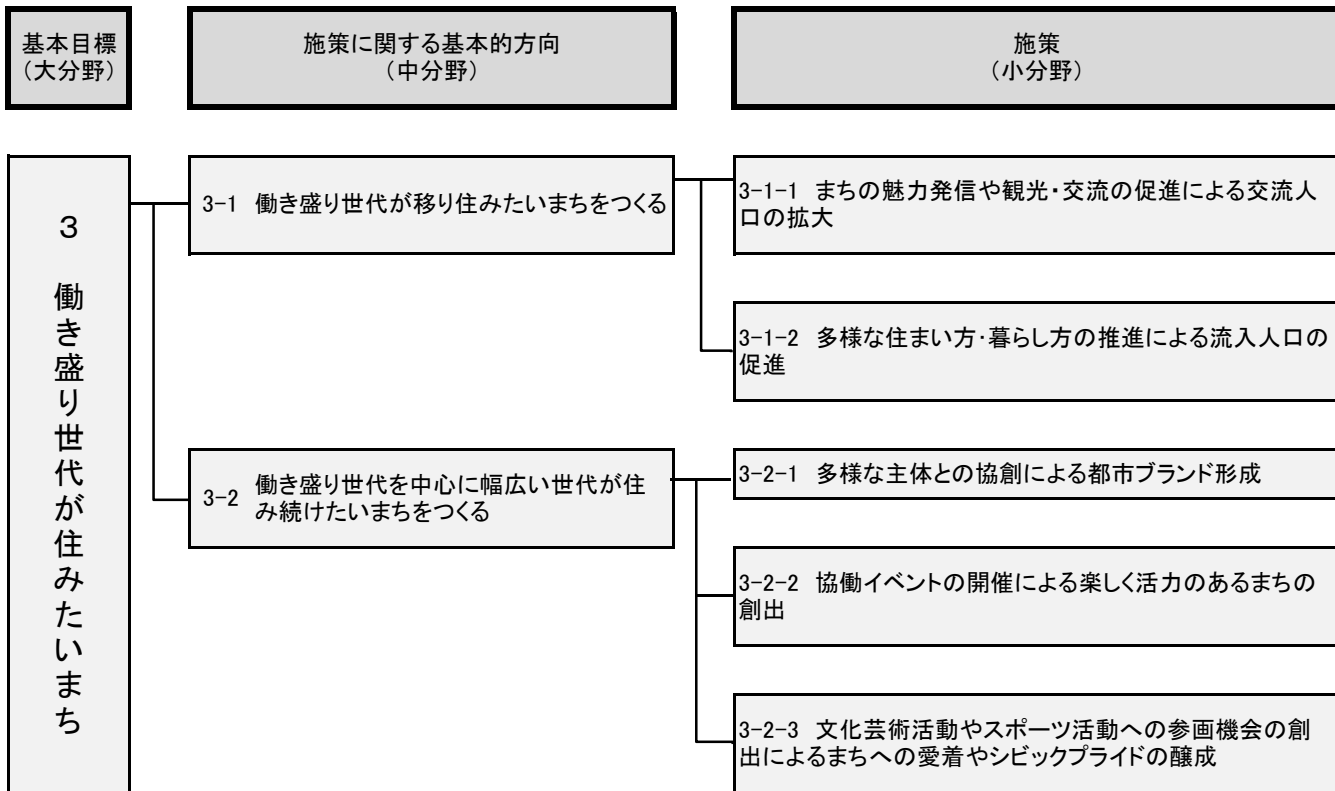 基本目標
（大分野）
施策に関する基本的方向
（中分野）
施策
（小分野）
3 働き盛り世代が住みたいまち
3-1 働き盛り世代が移り住みたいまちをつくる
3-1-1 まちの魅力発信や観光・交流の促進による交流人
口の拡大
3-1-2 多様な住まい方・暮らし方の推進による流入人口の
促進
3-2 働き盛り世代を中心に幅広い世代が住
み続けたいまちをつくる
3-2-1 多様な主体との協創による都市ブランド形成
3-2-2 協働イベントの開催による楽しく活力のあるまちの
創出
3-2-3 文化芸術活動やスポーツ活動への参画機会の創
出によるまちへの愛着やシビックプライドの醸成